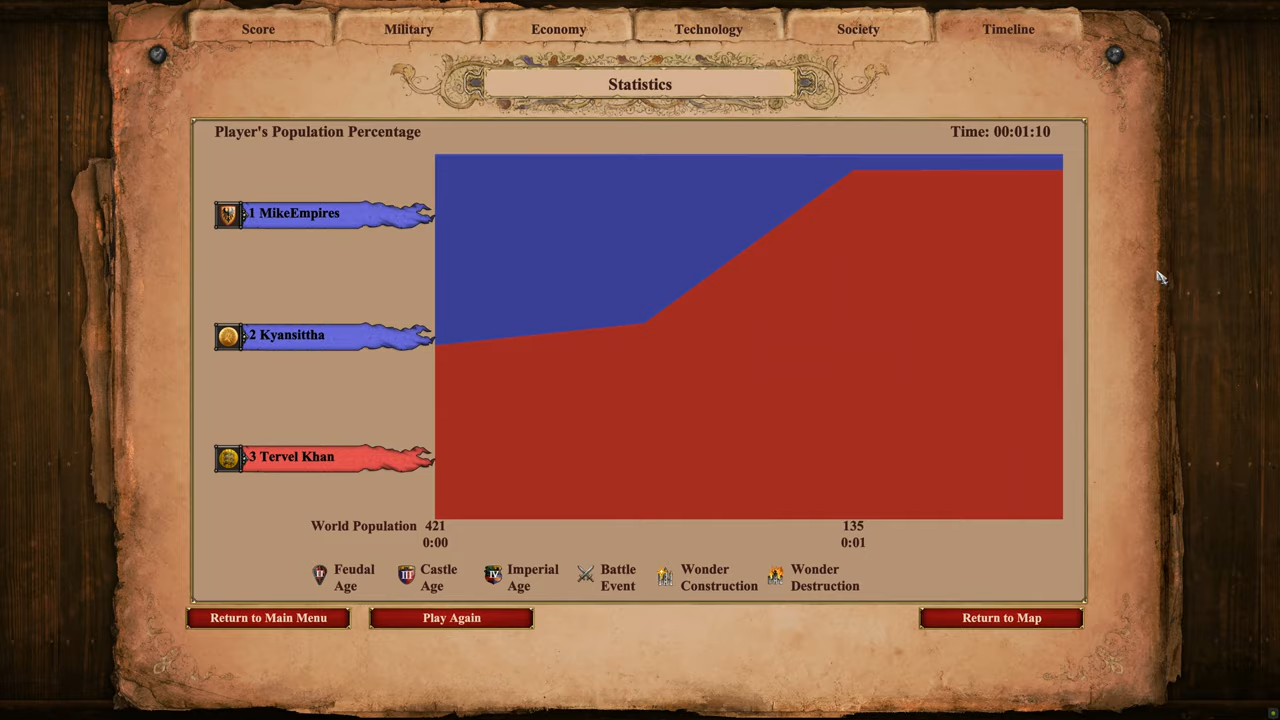 Score Military Economy Technology Society Timeline
Statistics
Player's Population Percentage Time: 00:01:10
1 MikeEmpires
2 Kyansittha
3 Tervel Khan
World Population 421 135
0:00 0:01
Feudal Castle Imperial Battle Wonder Wonder
Age Age Age Event Construction Destruction
Return to Main Menu Play Again Return to Map